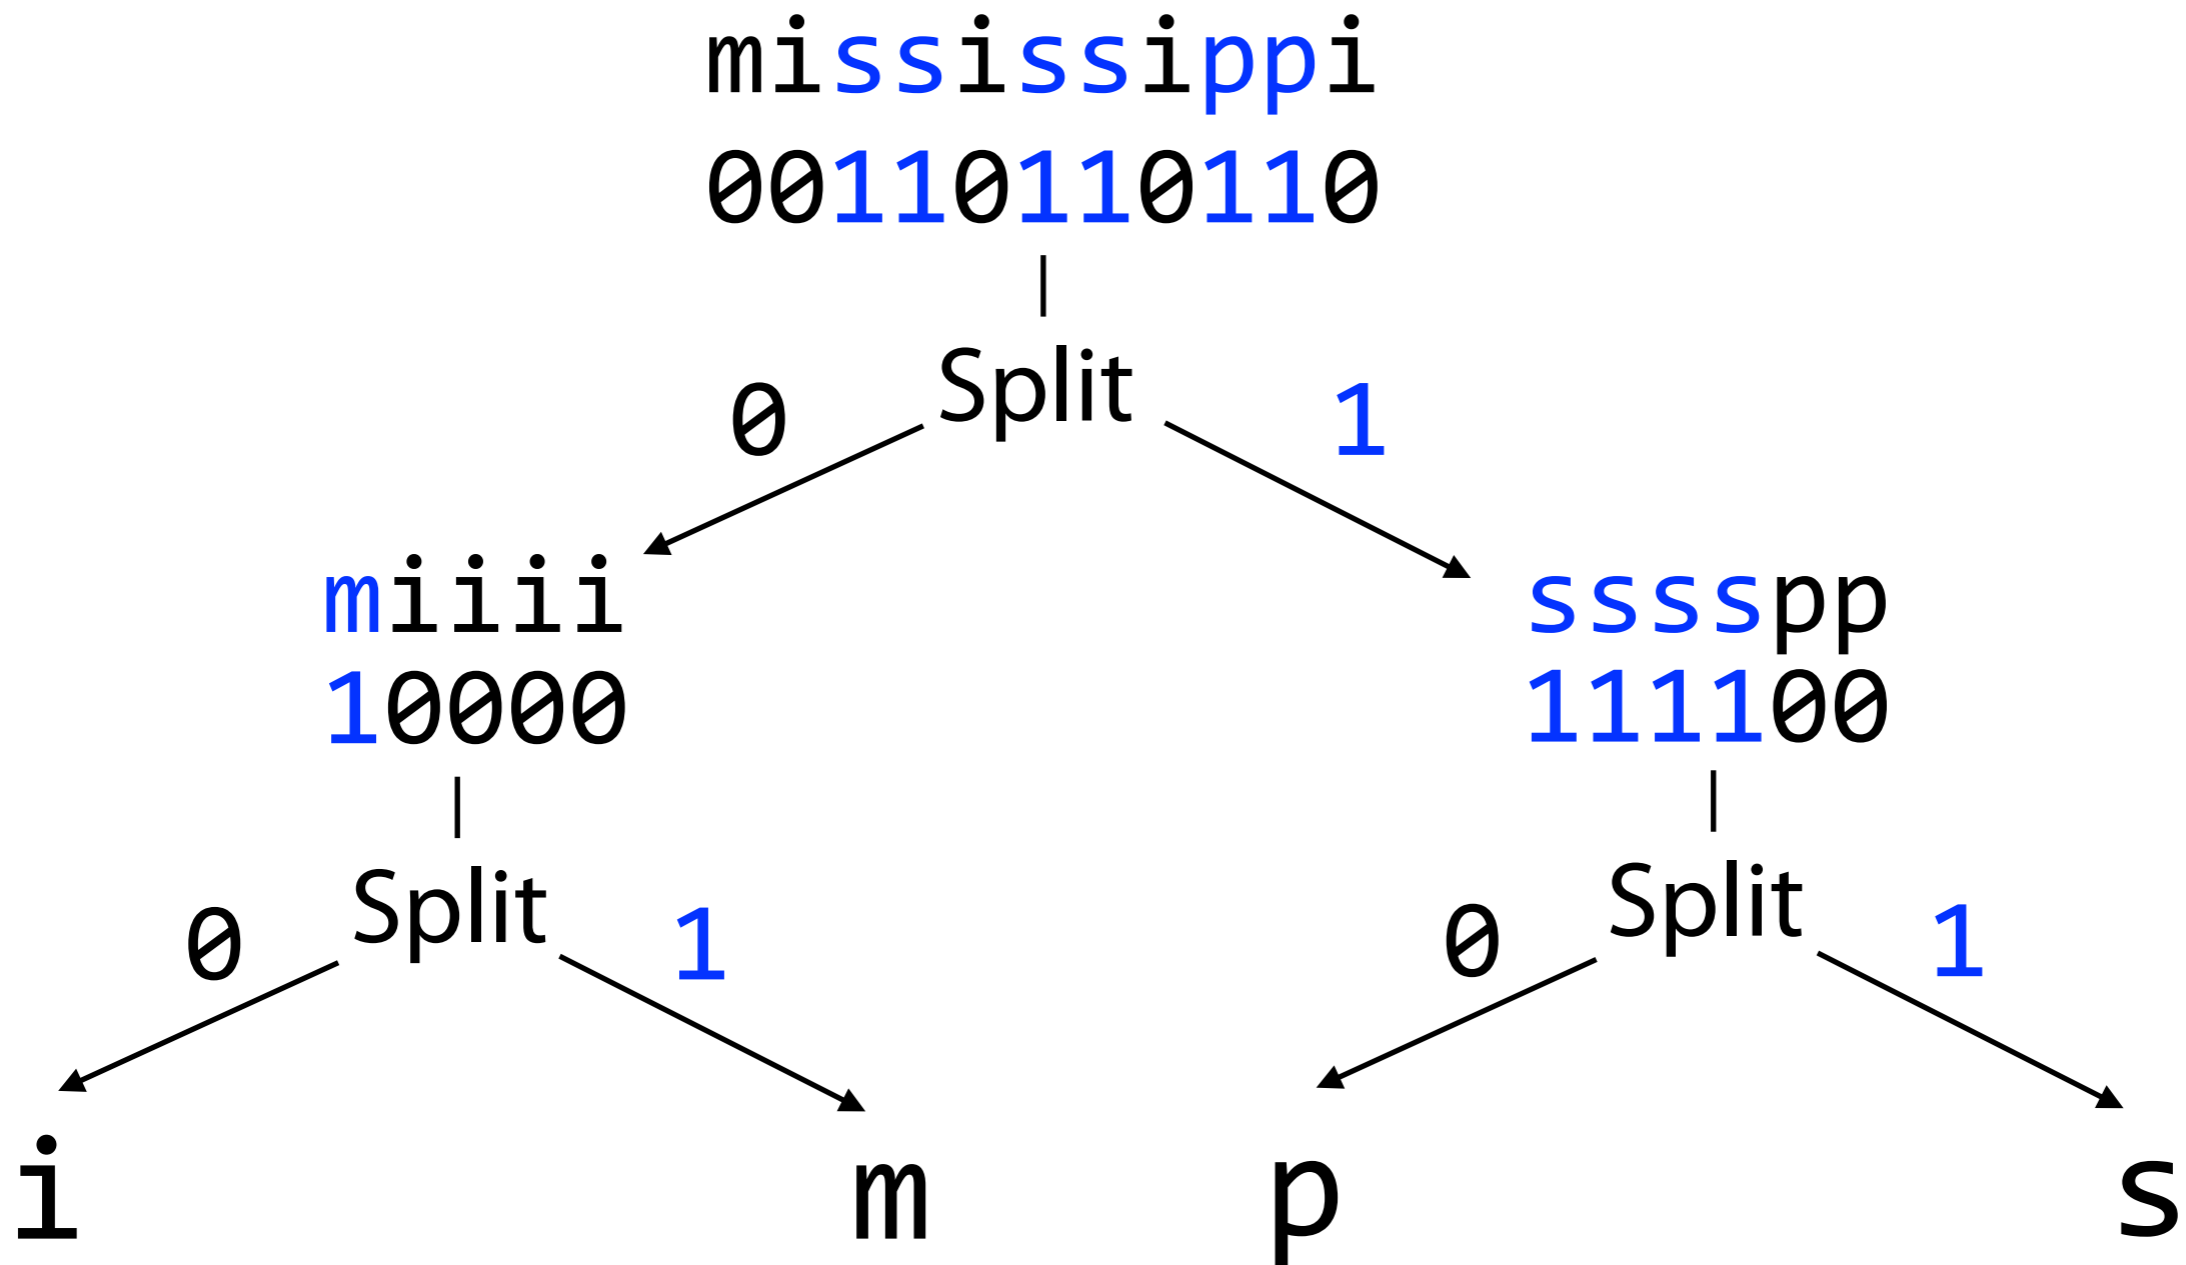 mississippi
00110110110
Split
0 1
miiii sssspp
10000 111100
Split Split
0 1 0 1
i m p s